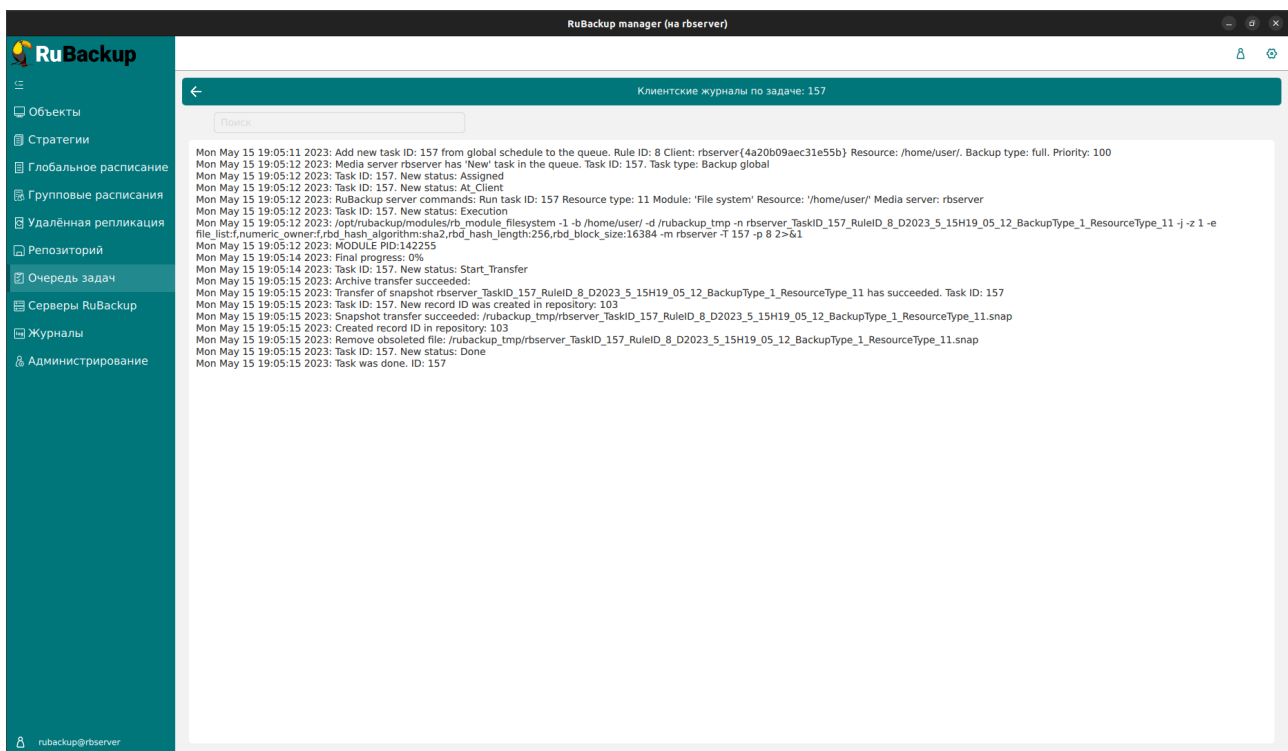 RuBackup manager (на rbserver)
RuBackup
Объекты
Стратегии
Глобальное расписание
Групповые расписания
Удалённая репликация
Репозиторий
Очередь задач
Серверы RuBackup
Журналы
Администрирование
rubackup@rbserver
Клиентские журналы по задаче: 157
Поиск
Mon May 15 19:05:11 2023: Add new task ID: 157 from global schedule to the queue. Rule ID: 8 Client: rbserver{4a20b09aec31e55b} Resource: /home/user/. Backup type: full. Priority: 100
Mon May 15 19:05:12 2023: Media server rbserver has 'New' task in the queue. Task ID: 157. Task type: Backup global
Mon May 15 19:05:12 2023: Task ID: 157. New status: Assigned
Mon May 15 19:05:12 2023: Task ID: 157. New status: At_Client
Mon May 15 19:05:12 2023: RuBackup server commands: Run task ID: 157 Resource type: 11 Module: 'File system' Resource: '/home/user/' Media server: rbserver
Mon May 15 19:05:12 2023: Task ID: 157. New status: Execution
Mon May 15 19:05:12 2023: /opt/rubackup/modules/rb_module_filesystem -1 -b /home/user/ -d /rubackup_tmp -n rbserver_TaskID_157_RuleID_8_D2023_5_15H19_05_12_BackupType_1_ResourceType_11 -j -z 1 -e
file_list:f,numeric_owner:f,rbd_hash_algorithm:sha2,rbd_hash_length:256,rbd_block_size:16384 -m rbserver -T 157 -p 8 2>&1
Mon May 15 19:05:12 2023: MODULE PID:142255
Mon May 15 19:05:14 2023: Final progress: 0%
Mon May 15 19:05:14 2023: Task ID: 157. New status: Start_Transfer
Mon May 15 19:05:15 2023: Archive transfer succeeded:
Mon May 15 19:05:15 2023: Transfer of snapshot rbserver_TaskID_157_RuleID_8_D2023_5_15H19_05_12_BackupType_1_ResourceType_11 has succeeded. Task ID: 157
Mon May 15 19:05:15 2023: Task ID: 157. New record ID was created in repository: 103
Mon May 15 19:05:15 2023: Snapshot transfer succeeded: /rubackup_tmp/rbserver_TaskID_157_RuleID_8_D2023_5_15H19_05_12_BackupType_1_ResourceType_11.snap
Mon May 15 19:05:15 2023: Created record ID in repository: 103
Mon May 15 19:05:15 2023: Remove obsoleted file: /rubackup_tmp/rbserver_TaskID_157_RuleID_8_D2023_5_15H19_05_12_BackupType_1_ResourceType_11.snap
Mon May 15 19:05:15 2023: Task ID: 157. New status: Done
Mon May 15 19:05:15 2023: Task was done. ID: 157